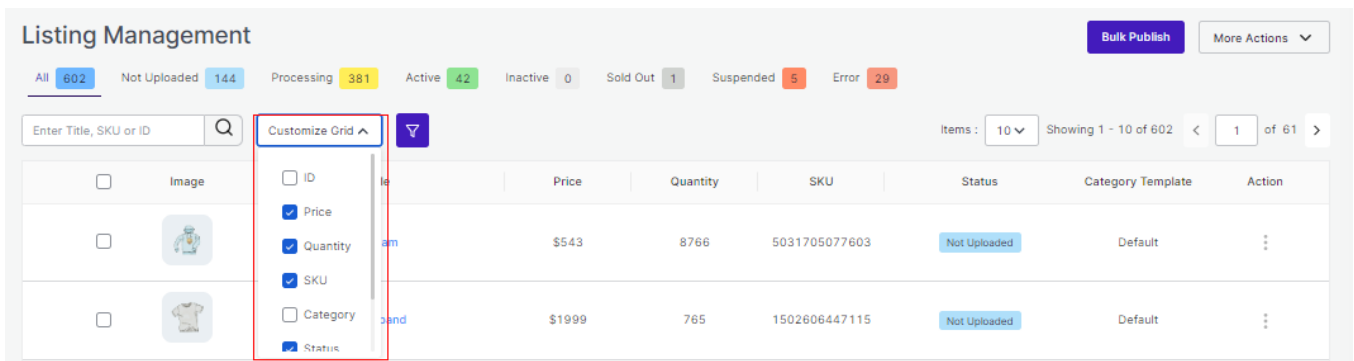 Listing Management
Bulk Publish
More Actions
All 602 Not Uploaded 144 Processing 381 Active 42 Inactive 0 Sold Out 1 Suspended 5 Error 29
Enter Title, SKU or ID
Customize Grid
Items : 10 Showing 1 - 10 of 602 < 1 of 61 >
Image Price Quantity SKU Status Category Template Action
ID
Price
Quantity
SKU
Category
Status
$543 8766 5031705077603 Not Uploaded Default
$1999 765 1502606447115 Not Uploaded Default